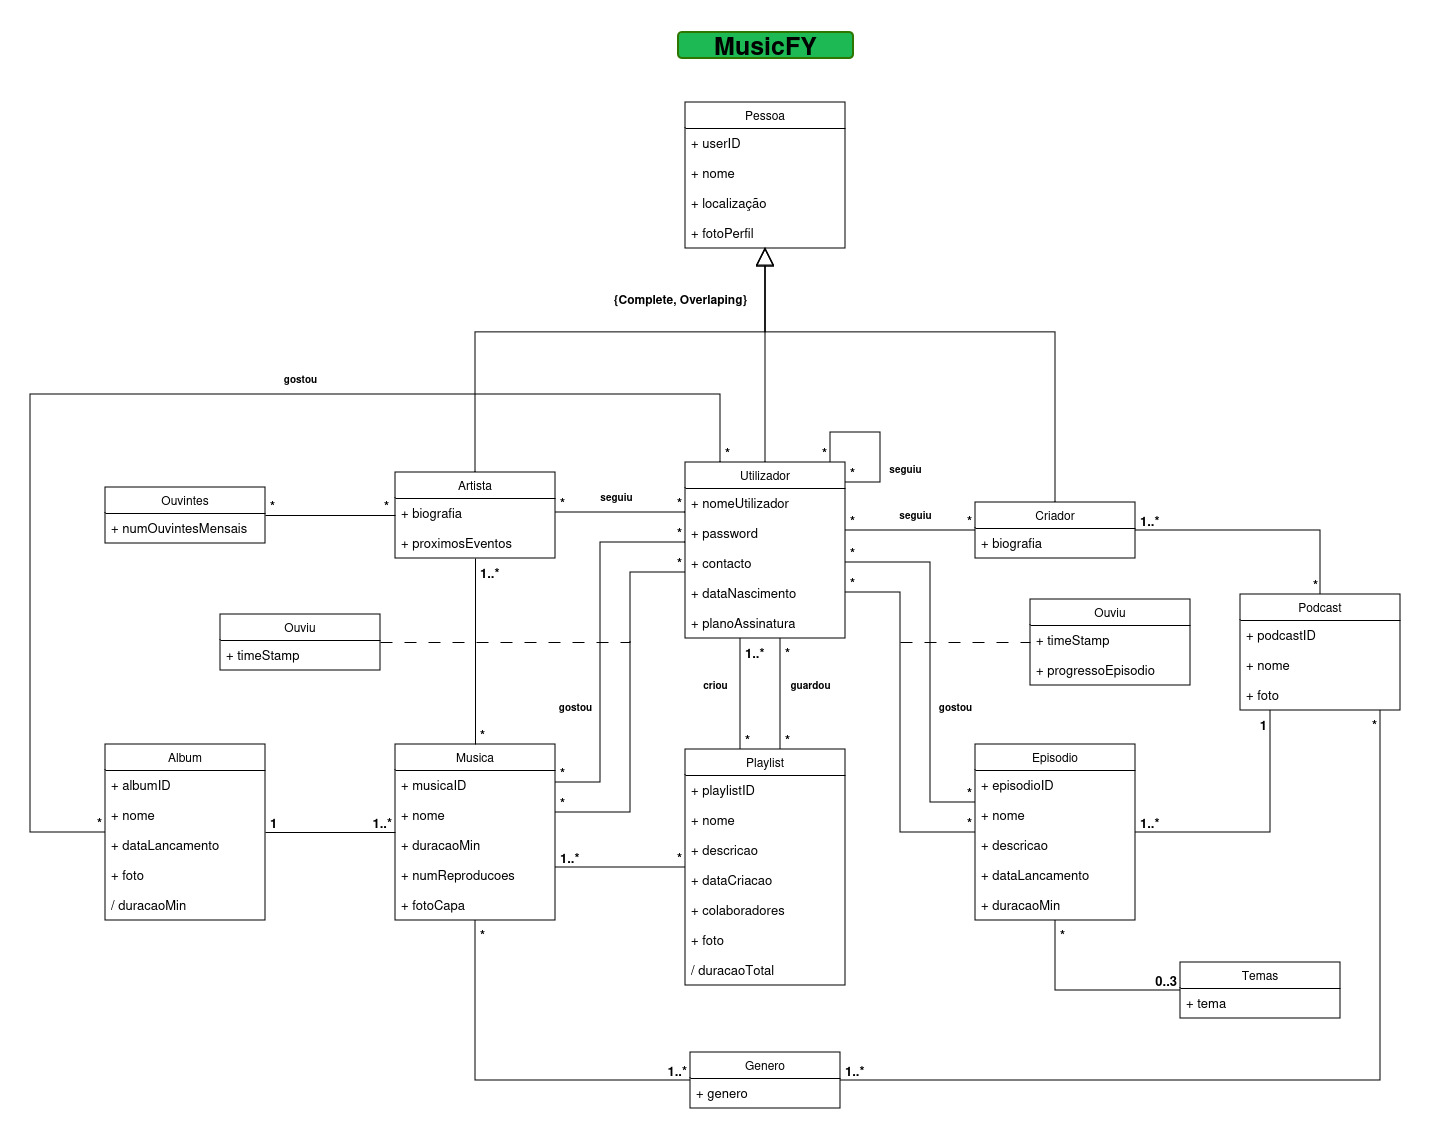 MusicFY
Pessoa
+ userID
+ nome
+ localização
+ fotoPerfil
{Complete, Overlaping}
gostou
*
*
*
seguiu
Utilizador
+ nomeUtilizador
+ password
+ contacto
+ dataNascimento
+ planoAssinatura
Artista
+ biografia
+ proximosEventos
Ouvintes
+ numOuvintesMensais
*
*
*
seguiu
*
*
*
*
seguiu
*
*
*
Criador
+ biografia
1..*
*
1..*
Ouviu
+ timeStamp
Ouviu
+ timeStamp
+ progressoEpisodio
Podcast
+ podcastID
+ nome
+ foto
1..*
*
criou
guardou
gostou
gostou
1
*
*
*
*
Album
+ albumID
+ nome
+ dataLancamento
+ foto
/ duracaoMin
*
1
1..*
Musica
+ musicaID
+ nome
+ duracaoMin
+ numReproducoes
+ fotoCapa
*
*
1..*
*
Playlist
+ playlistID
+ nome
+ descricao
+ dataCriacao
+ colaboradores
+ foto
/ duracaoTotal
*
*
Episodio
+ episodioID
+ nome
+ descricao
+ dataLancamento
+ duracaoMin
1..*
*
*
0..3
Temas
+ tema
1..*
Genero
+ genero
1..*